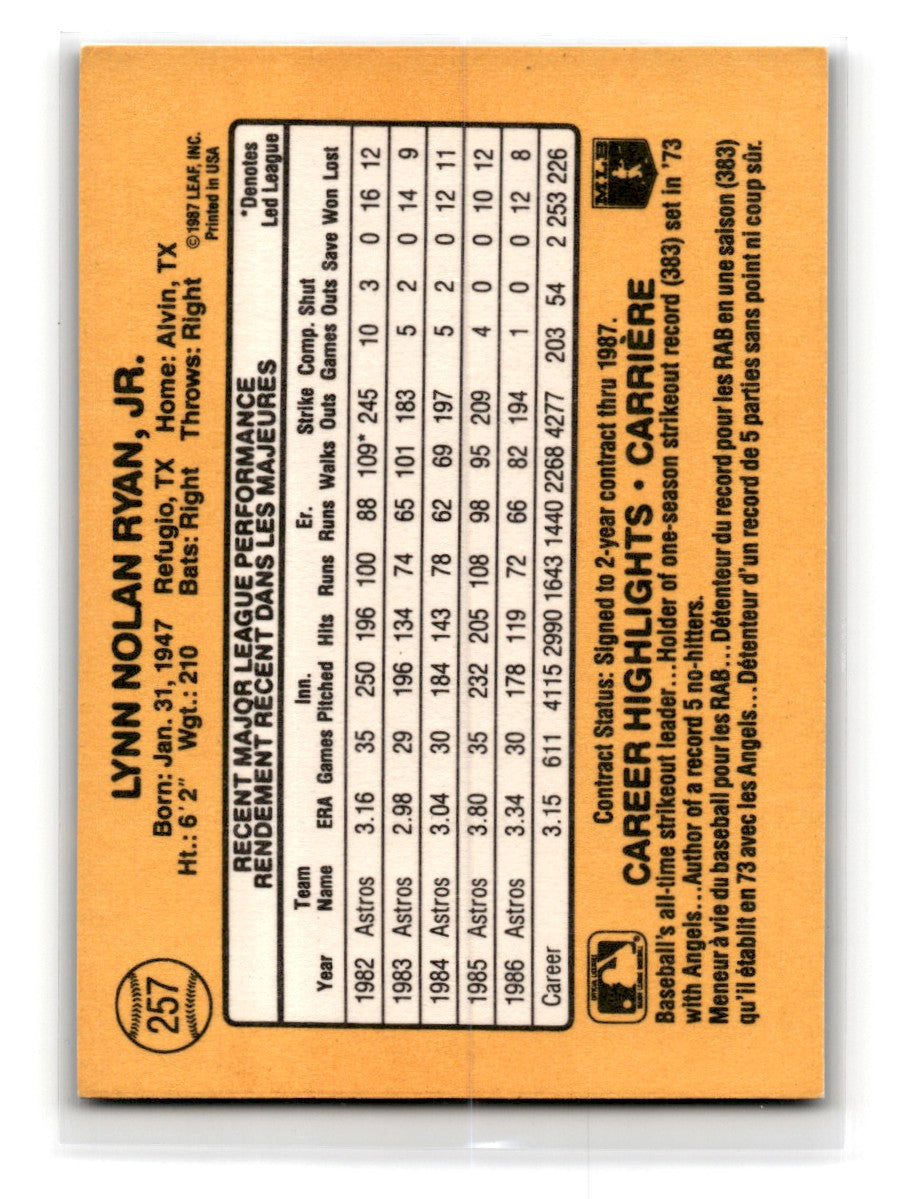 257
LYNN NOLAN RYAN, JR.
Born: Jan. 31, 1947 Refugio, TX Home: Alvin, TX
Ht.: 6'2" Wgt.: 210 Bats: Right Throws: Right
©1987 LEAF, INC.
Printed in USA
RECENT MAJOR LEAGUE PERFORMANCE
RENDEMENT RECENT DANS LES MAJEURES
*Denotes
Led League
Team Inn. Er. Strike Comp. Shut
Year Name ERA Games Pitched Hits Runs Runs Walks Outs Games Outs Save Won Lost
1982 Astros 3.16 35 250 196 100 88 109* 245 10 3 0 16 12
1983 Astros 2.98 29 196 134 74 65 101 183 5 2 0 14 9
1984 Astros 3.04 30 184 143 78 62 69 197 5 2 0 12 11
1985 Astros 3.80 35 232 205 108 98 95 209 4 0 0 10 12
1986 Astros 3.34 30 178 119 72 66 82 194 1 0 0 12 8
Career 3.15 611 4115 2990 1643 1440 2268 4277 203 54 2 253 226
Contract Status: Signed to 2-year contract thru 1987.
CAREER HIGHLIGHTS • CARRIÈRE
MLB
Baseball's all-time strikeout leader...Holder of one-season strikeout record (383) set in '73
with Angels...Author of a record 5 no-hitters.
Meneur à vie du baseball pour les RAB...Détenteur du record pour les RAB en une saison (383)
qu'il établit en 73 avec les Angels...Détenteur d'un record de 5 parties sans point ni coup sûr.